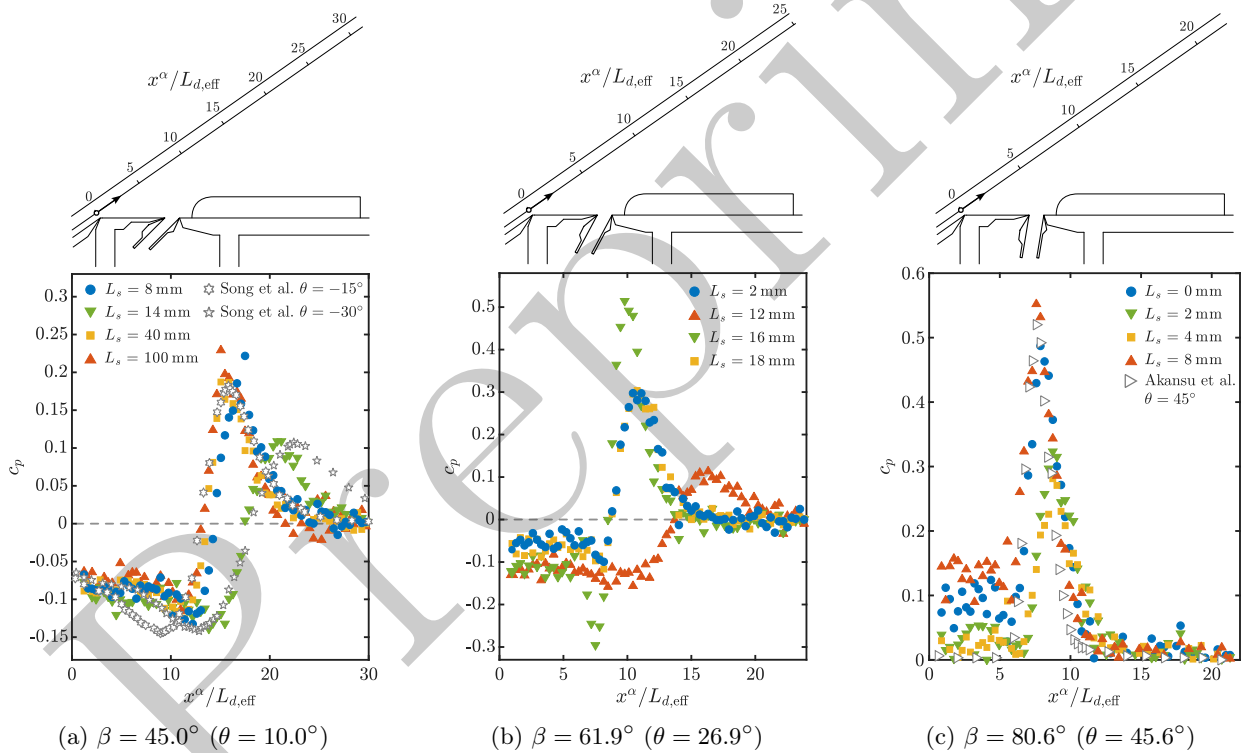 Preprint
30
25
20
15
10
5
0
x^α/L_d,eff
25
20
15
10
5
0
x^α/L_d,eff
20
15
10
5
0
x^α/L_d,eff
0.3
0.25
0.2
0.15
0.1
0.05
0
-0.05
-0.1
-0.15
c_p
L_s = 8 mm
L_s = 14 mm
L_s = 40 mm
L_s = 100 mm
Song et al. θ = −15°
Song et al. θ = −30°
0 10 20 30
x^α/L_d,eff
(a) β = 45.0° (θ = 10.0°)
0.5
0.4
0.3
0.2
0.1
0
-0.1
-0.2
-0.3
c_p
L_s = 2 mm
L_s = 12 mm
L_s = 16 mm
L_s = 18 mm
0 5 10 15 20
x^α/L_d,eff
(b) β = 61.9° (θ = 26.9°)
0.6
0.5
0.4
0.3
0.2
0.1
0
c_p
L_s = 0 mm
L_s = 2 mm
L_s = 4 mm
L_s = 8 mm
Akansu et al.
θ = 45°
0 5 10 15 20
x^α/L_d,eff
(c) β = 80.6° (θ = 45.6°)